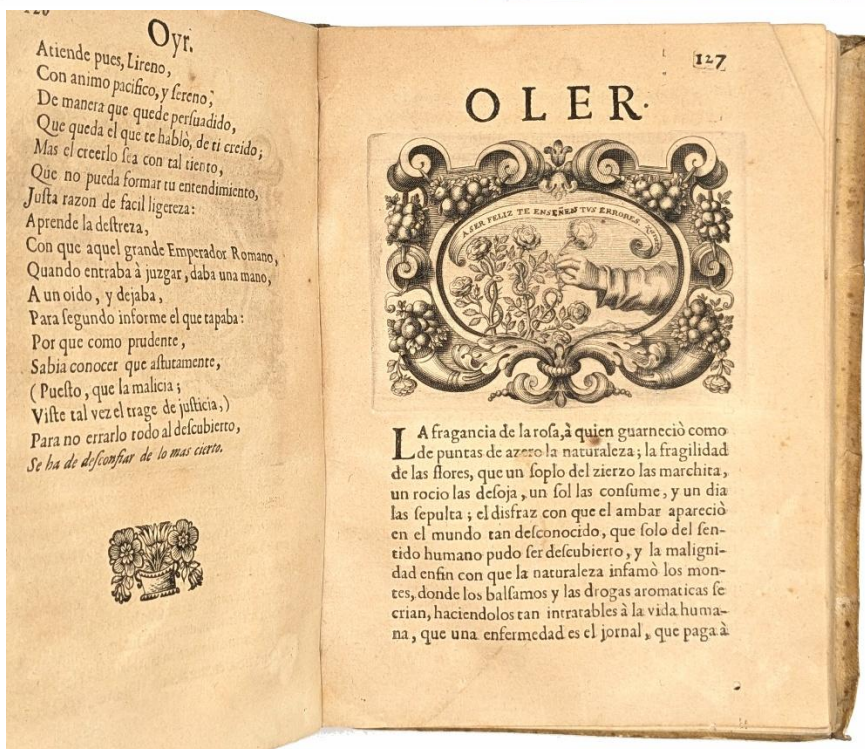 Oyr.
Atiende pues, Lireno,
Con animo pacifico, y ſereno;
De manera que quede perſuadido,
Que queda el que te hablò, de ti creido;
Mas el creerlo ſea con tal tiento,
Que no pueda formar tu entendimiento,
Juſta razon de facil ligereza:
Aprende la deſtreza,
Con que aquel grande Emperador Romano,
Quando entraba à juzgar, daba una mano,
A un oido, y dejaba,
Para ſegundo informe el que tapaba:
Por que como prudente,
Sabia conocer que aſtutamente,
(Pueſto, que la malicia;
Viſte tal vez el trage de juſticia,)
Para no errarlo todo al deſcubierto,
Se ha de deſconfiar de lo mas cierto.
127
OLER.
A SER FELIZ TE ENSEÑEN TVS ERRORES
LA fragancia de la roſa, à quien guarneciò como
de puntas de azero la naturaleza; la fragilidad
de las flores, que un ſoplo del zierzo las marchita,
un rocio las deſoja, un ſol las conſume, y un dia
las ſepulta; el disfraz con que el ambar apareciò
en el mundo tan deſconocido, que ſolo del ſen-
tido humano pudo ſer deſcubierto, y la maligni-
dad enfin con que la naturaleza infamò los mon-
tes, donde los balſamos y las drogas aromaticas ſe
crian, haciendolos tan intratables à la vida huma-
na, que una enfermedad es el jornal, que paga à